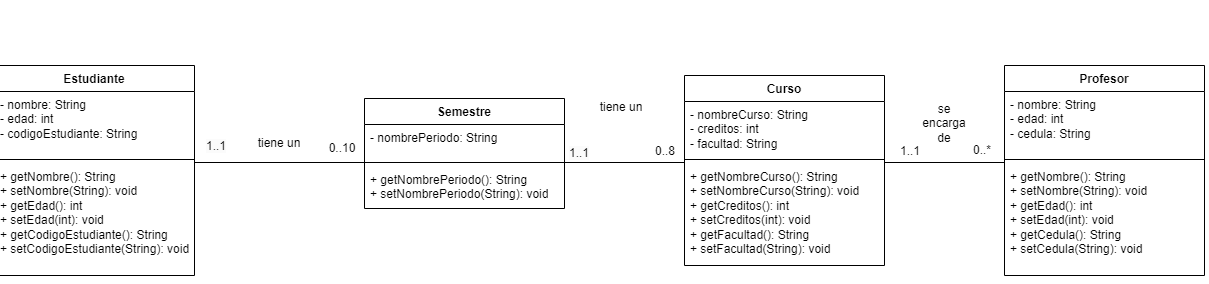 Estudiante
- nombre: String
- edad: int
- codigoEstudiante: String
+ getNombre(): String
+ setNombre(String): void
+ getEdad(): int
+ setEdad(int): void
+ getCodigoEstudiante(): String
+ setCodigoEstudiante(String): void
1..1
tiene un
0..10
Semestre
- nombrePeriodo: String
+ getNombrePeriodo(): String
+ setNombrePeriodo(String): void
1..1
tiene un
0..8
Curso
- nombreCurso: String
- creditos: int
- facultad: String
+ getNombreCurso(): String
+ setNombreCurso(String): void
+ getCreditos(): int
+ setCreditos(int): void
+ getFacultad(): String
+ setFacultad(String): void
1..1
se
encarga
de
0..*
Profesor
- nombre: String
- edad: int
- cedula: String
+ getNombre(): String
+ setNombre(String): void
+ getEdad(): int
+ setEdad(int): void
+ getCedula(): String
+ setCedula(String): void